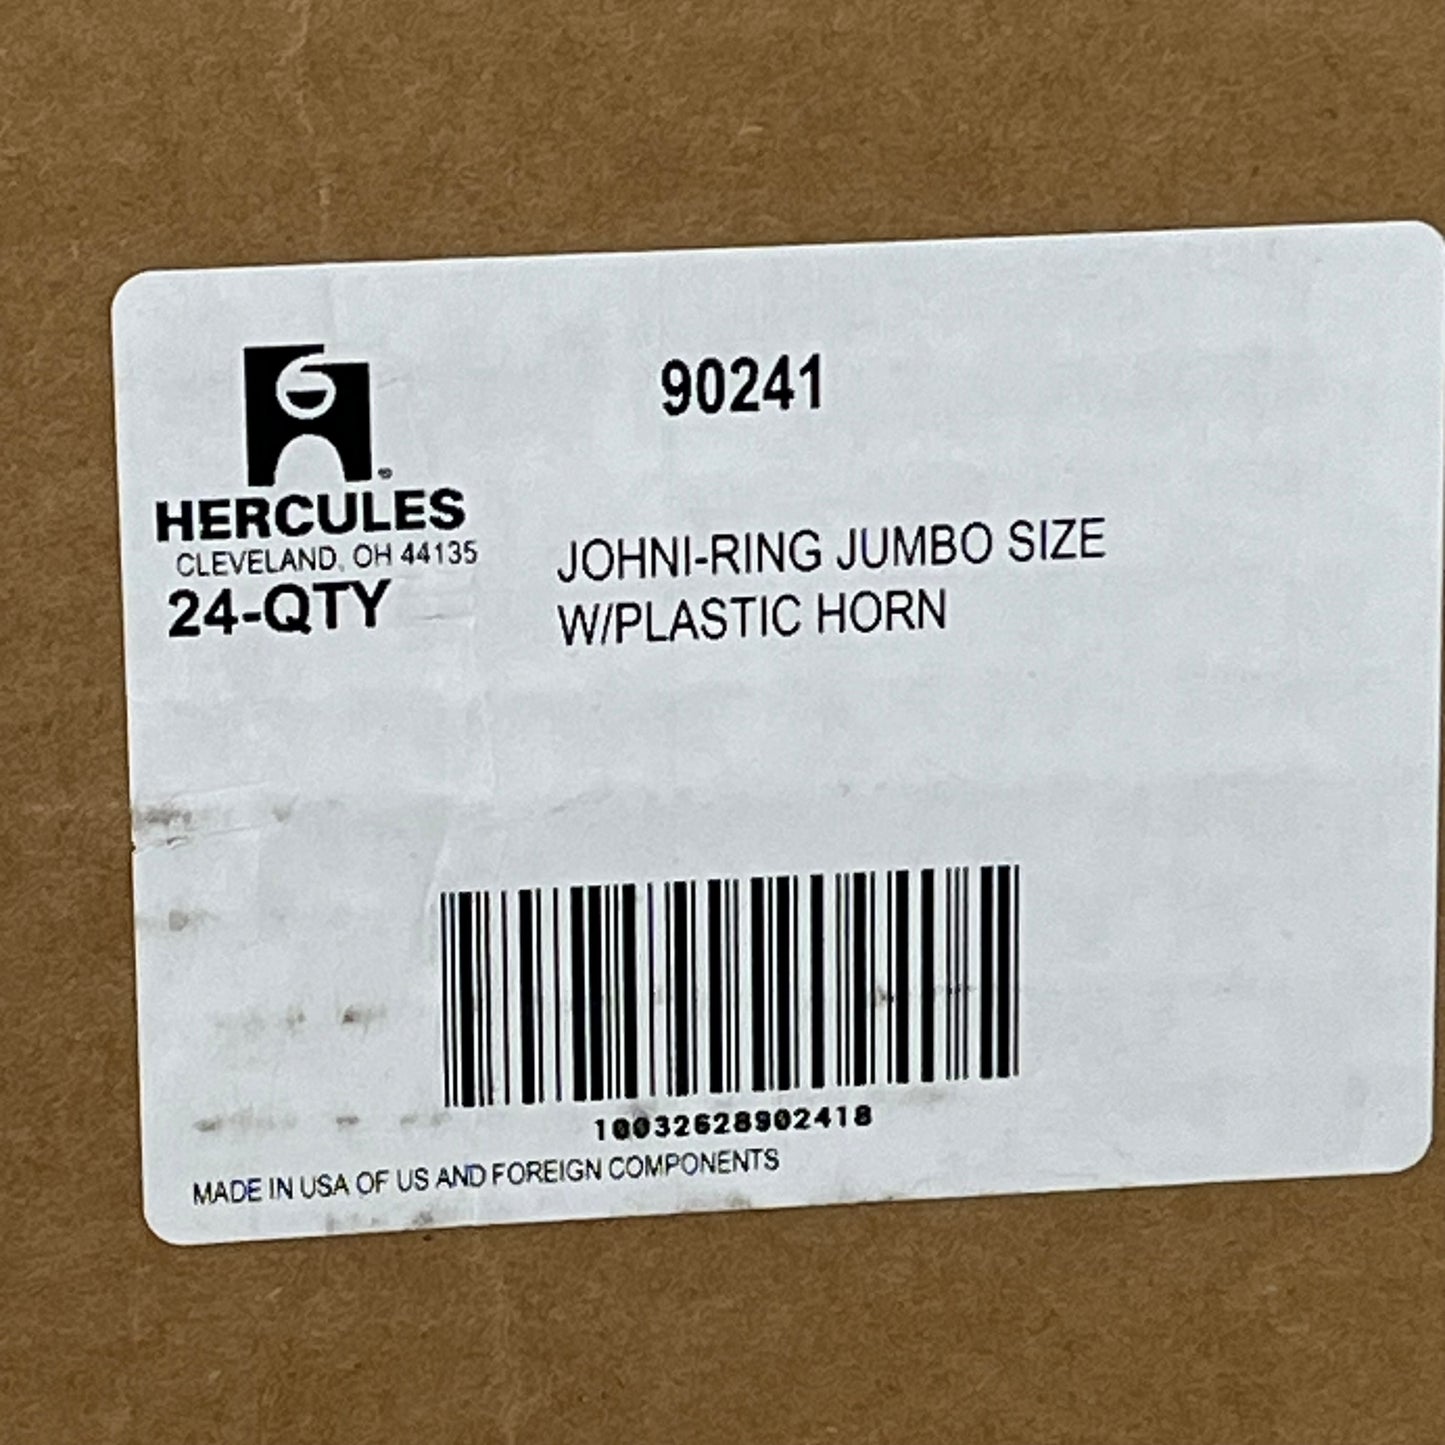 90241
HERCULES
CLEVELAND, OH 44135
24-QTY
JOHNI-RING JUMBO SIZE
W/PLASTIC HORN
10032628902418
MADE IN USA OF US AND FOREIGN COMPONENTS